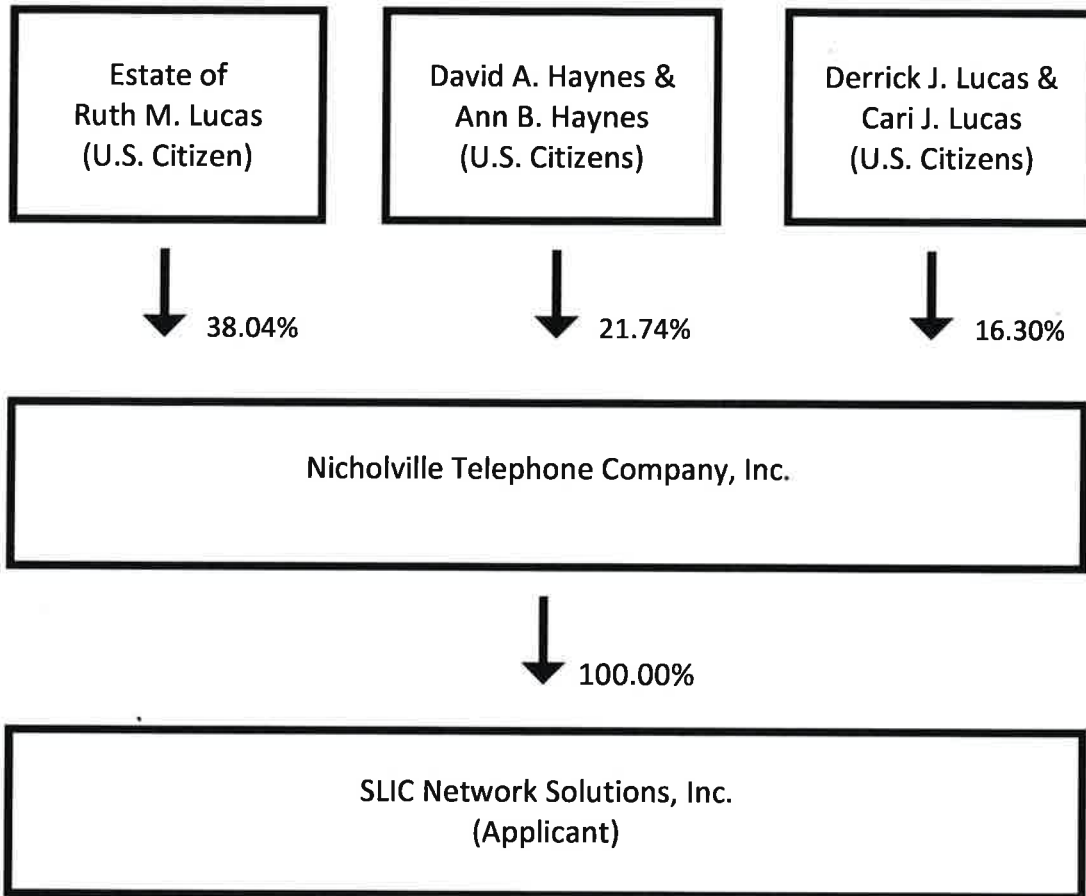 Estate of
Ruth M. Lucas
(U.S. Citizen)
David A. Haynes &
Ann B. Haynes
(U.S. Citizens)
Derrick J. Lucas &
Cari J. Lucas
(U.S. Citizens)
38.04%
21.74%
16.30%
Nicholville Telephone Company, Inc.
100.00%
SLIC Network Solutions, Inc.
(Applicant)